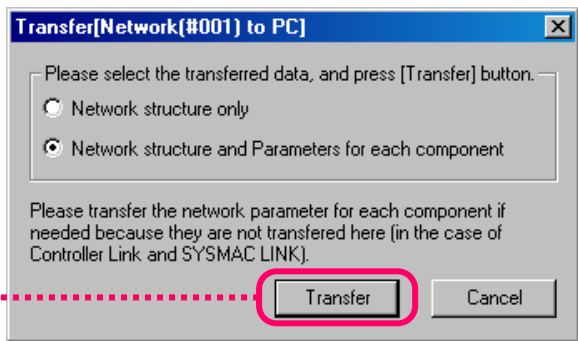 Transfer[Network(#001) to PC]
Please select the transferred data, and press [Transfer] button.
Network structure only
Network structure and Parameters for each component
Please transfer the network parameter for each component if
needed because they are not transfered here (in the case of
Controller Link and SYSMAC LINK).
Transfer Cancel